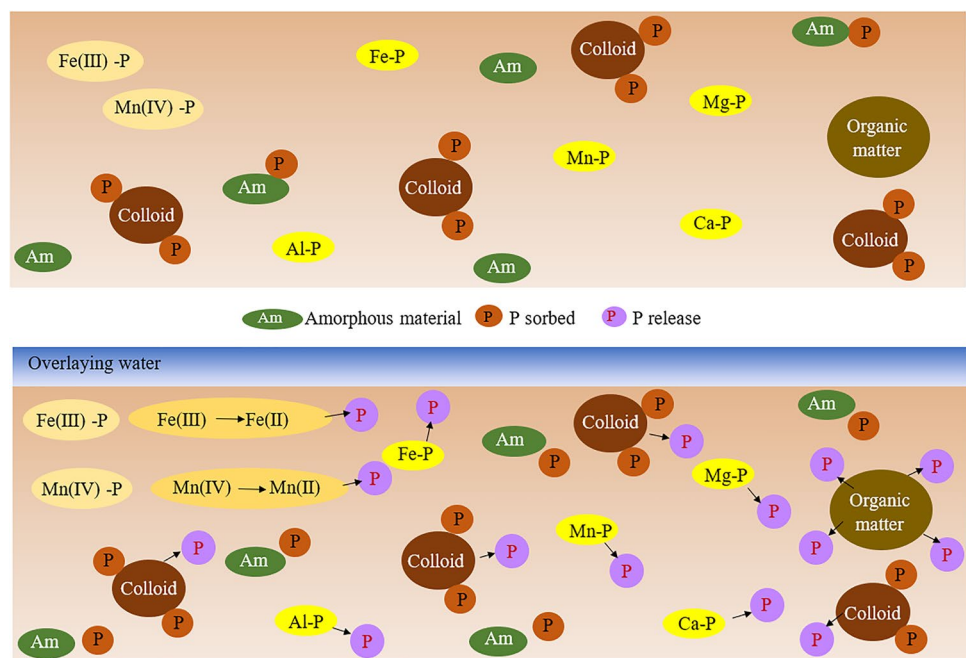 Fe(III) -P
Fe-P
Am
Colloid
P
P
Am
P
Mn(IV) -P
Mg-P
Organic
matter
P
Colloid
P
Am
P
P
Colloid
P
Mn-P
Am
Al-P
Am
Ca-P
P
Colloid
P
Am Amorphous material P P sorbed P P release
Overlaying water
Fe(III) -P
Fe(III) Fe(II)
P
P
Fe-P
Am
P
Colloid
P
P
P
Am
P
Mn(IV) -P
Mn(IV) Mn(II)
P
Mg-P
P
P
P
Organic
matter
P
P
P
Colloid
P
P
Am
P
P
Colloid
P
P
Mn-P
P
Am
P
Al-P
P
Am
P
Ca-P
P
P
Colloid
P
P